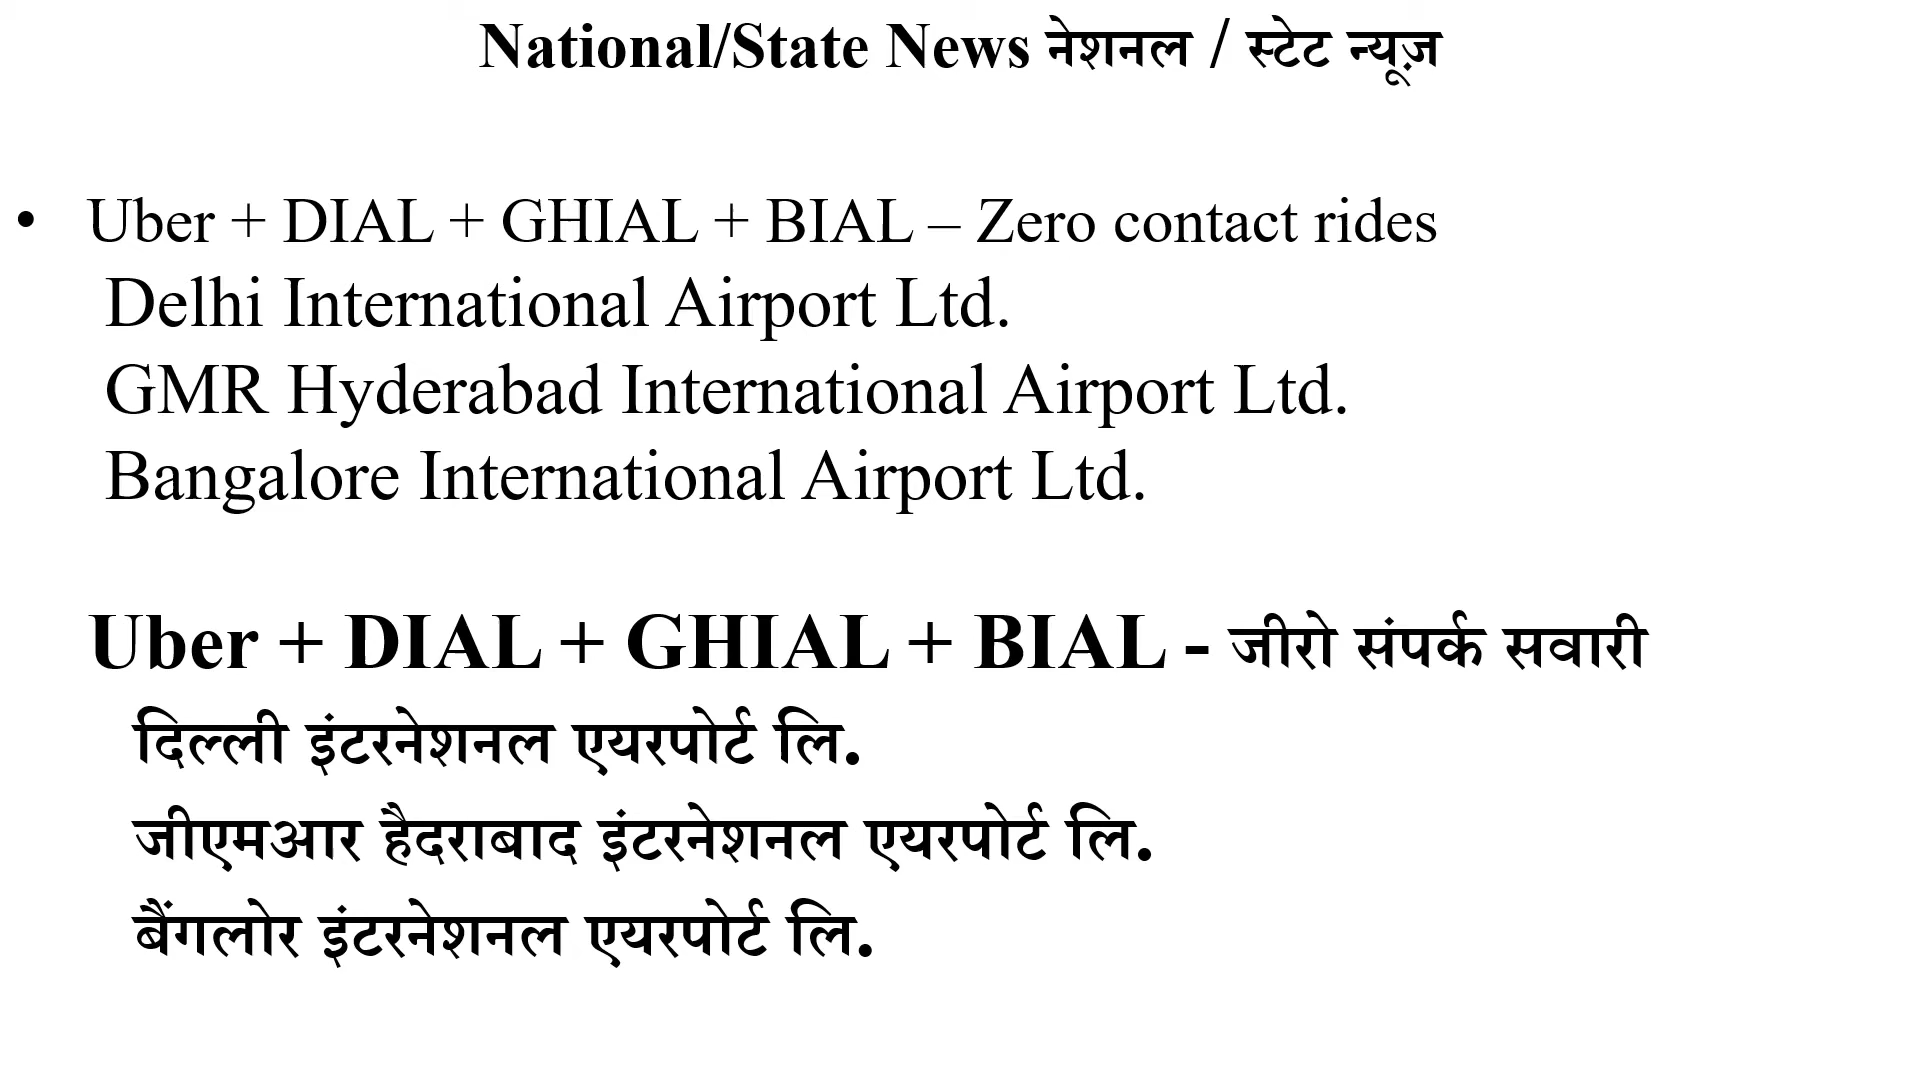 National/State News नेशनल / स्टेट न्यूज़
• Uber + DIAL + GHIAL + BIAL – Zero contact rides
Delhi International Airport Ltd.
GMR Hyderabad International Airport Ltd.
Bangalore International Airport Ltd.
Uber + DIAL + GHIAL + BIAL - जीरो संपर्क सवारी
दिल्ली इंटरनेशनल एयरपोर्ट लि.
जीएमआर हैदराबाद इंटरनेशनल एयरपोर्ट लि.
बैंगलोर इंटरनेशनल एयरपोर्ट लि.